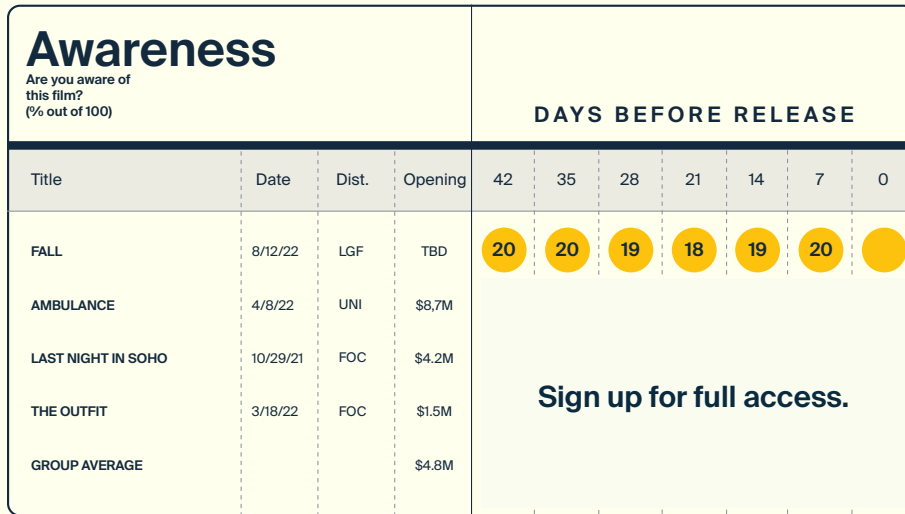 Awareness
Are you aware of
this film?
(% out of 100)
DAYS BEFORE RELEASE
Title Date Dist. Opening 42 35 28 21 14 7 0
FALL 8/12/22 LGF TBD 20 20 19 18 19 20
AMBULANCE 4/8/22 UNI $8,7M
LAST NIGHT IN SOHO 10/29/21 FOC $4.2M
Sign up for full access.
THE OUTFIT 3/18/22 FOC $1.5M
GROUP AVERAGE $4.8M